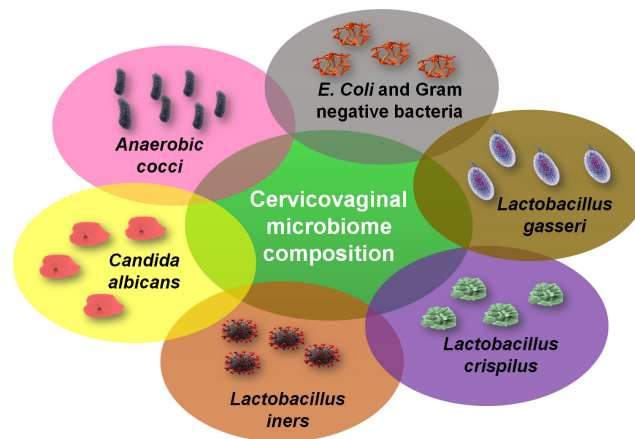 E. Coli and Gram
negative bacteria
Anaerobic
cocci
Lactobacillus
gasseri
Cervicovaginal
microbiome
composition
Candida
albicans
Lactobacillus
crispilus
Lactobacillus
iners